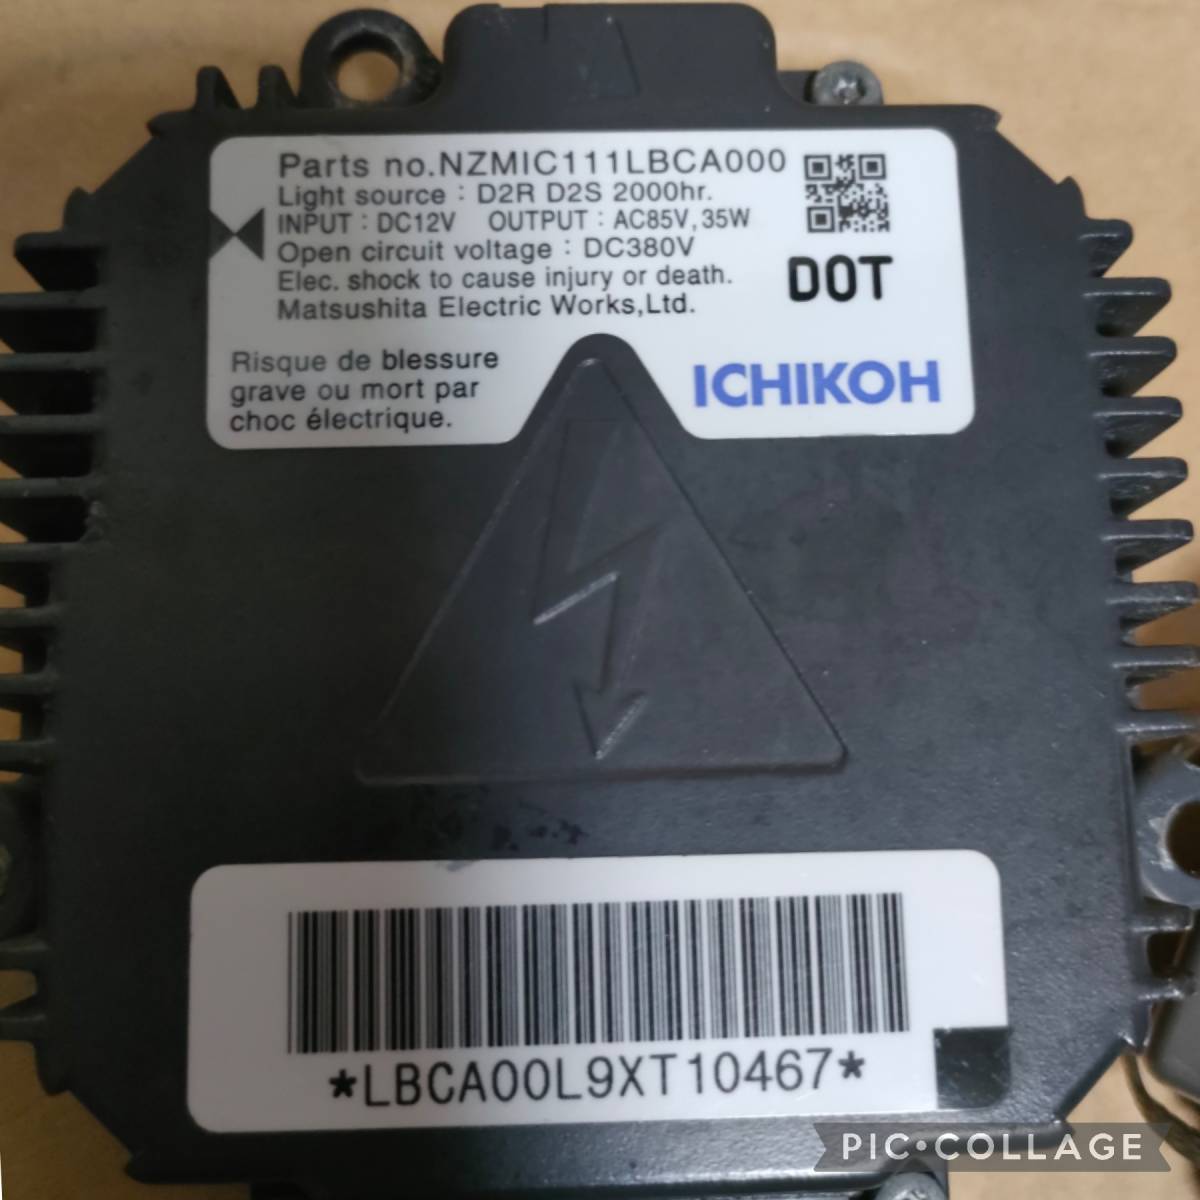 Parts no.NZMIC111LBCA000
Light source : D2R D2S 2000hr.
INPUT : DC12V OUTPUT : AC85V, 35W
Open circuit voltage : DC380V
Elec. shock to cause injury or death.
Matsushita Electric Works,Ltd.
DOT
Risque de blessure
grave ou mort par
choc électrique.
ICHIKOH
*LBCA00L9XT10467*
PIC•COLLAGE